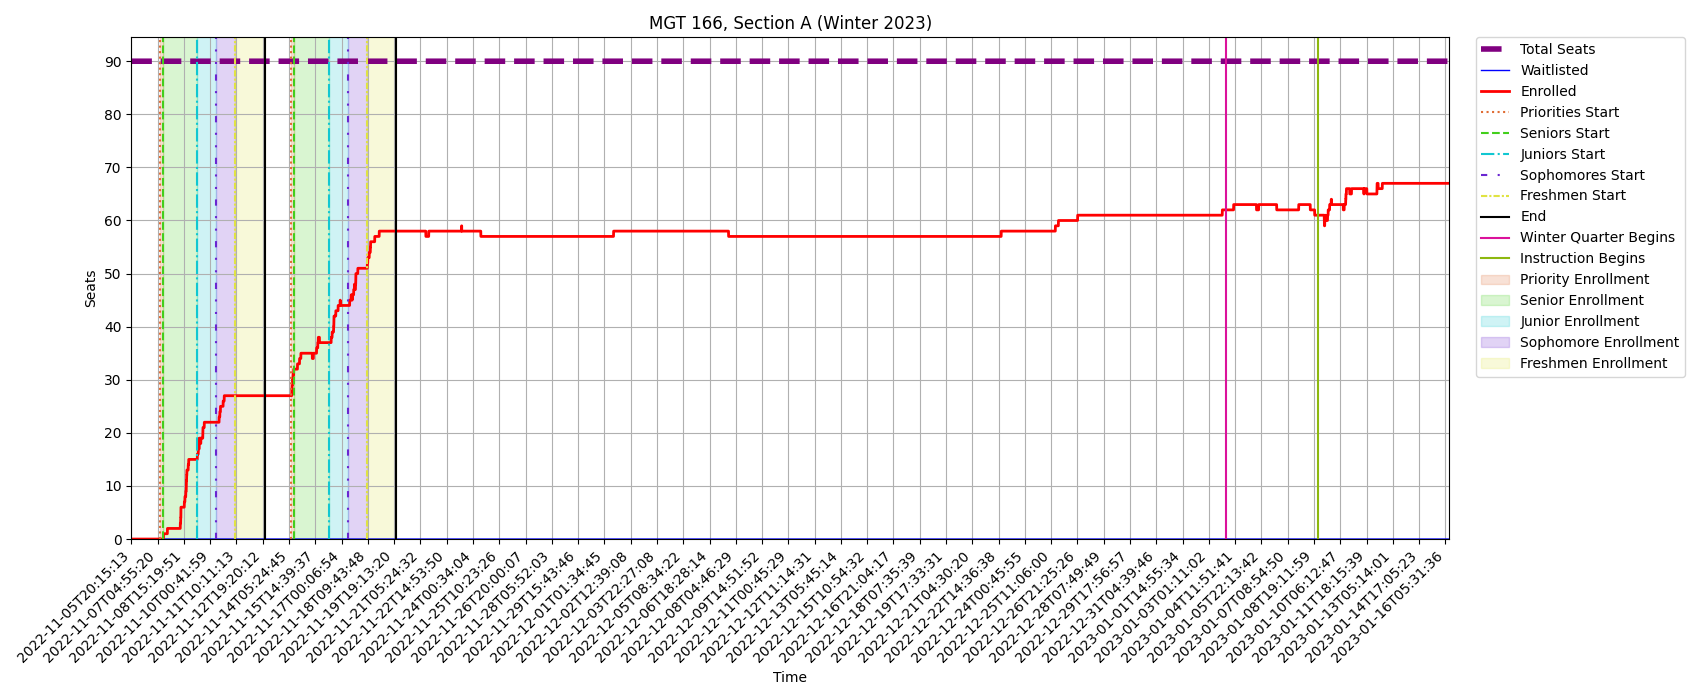 MGT 166, Section A (Winter 2023)
Seats
90
80
70
60
50
40
30
20
10
0
2022-11-05T20:15:13
2022-11-07T04:55:20
2022-11-08T15:19:51
2022-11-10T00:41:59
2022-11-11T10:11:13
2022-11-12T19:20:12
2022-11-14T05:24:45
2022-11-15T14:39:37
2022-11-17T00:06:54
2022-11-18T09:43:48
2022-11-19T19:13:20
2022-11-21T05:24:32
2022-11-22T14:53:50
2022-11-24T00:34:04
2022-11-25T10:23:26
2022-11-26T20:00:07
2022-11-28T05:52:03
2022-11-29T15:43:46
2022-12-01T01:34:45
2022-12-02T12:39:08
2022-12-03T22:27:08
2022-12-05T08:34:22
2022-12-06T18:28:14
2022-12-08T04:46:29
2022-12-09T14:51:52
2022-12-11T00:45:29
2022-12-12T11:14:31
2022-12-13T05:45:14
2022-12-15T10:54:32
2022-12-16T21:04:17
2022-12-18T07:35:39
2022-12-19T17:33:31
2022-12-21T04:30:20
2022-12-22T14:36:38
2022-12-24T00:45:55
2022-12-25T11:06:00
2022-12-26T21:25:26
2022-12-28T07:49:49
2022-12-29T17:56:57
2022-12-31T04:39:46
2023-01-01T14:55:34
2023-01-03T01:11:02
2023-01-04T11:51:41
2023-01-05T22:13:42
2023-01-07T08:54:50
2023-01-08T19:11:59
2023-01-10T06:12:47
2023-01-11T18:15:39
2023-01-13T05:14:01
2023-01-14T17:05:23
2023-01-16T05:31:36
Time
Total Seats
Waitlisted
Enrolled
Priorities Start
Seniors Start
Juniors Start
Sophomores Start
Freshmen Start
End
Winter Quarter Begins
Instruction Begins
Priority Enrollment
Senior Enrollment
Junior Enrollment
Sophomore Enrollment
Freshmen Enrollment